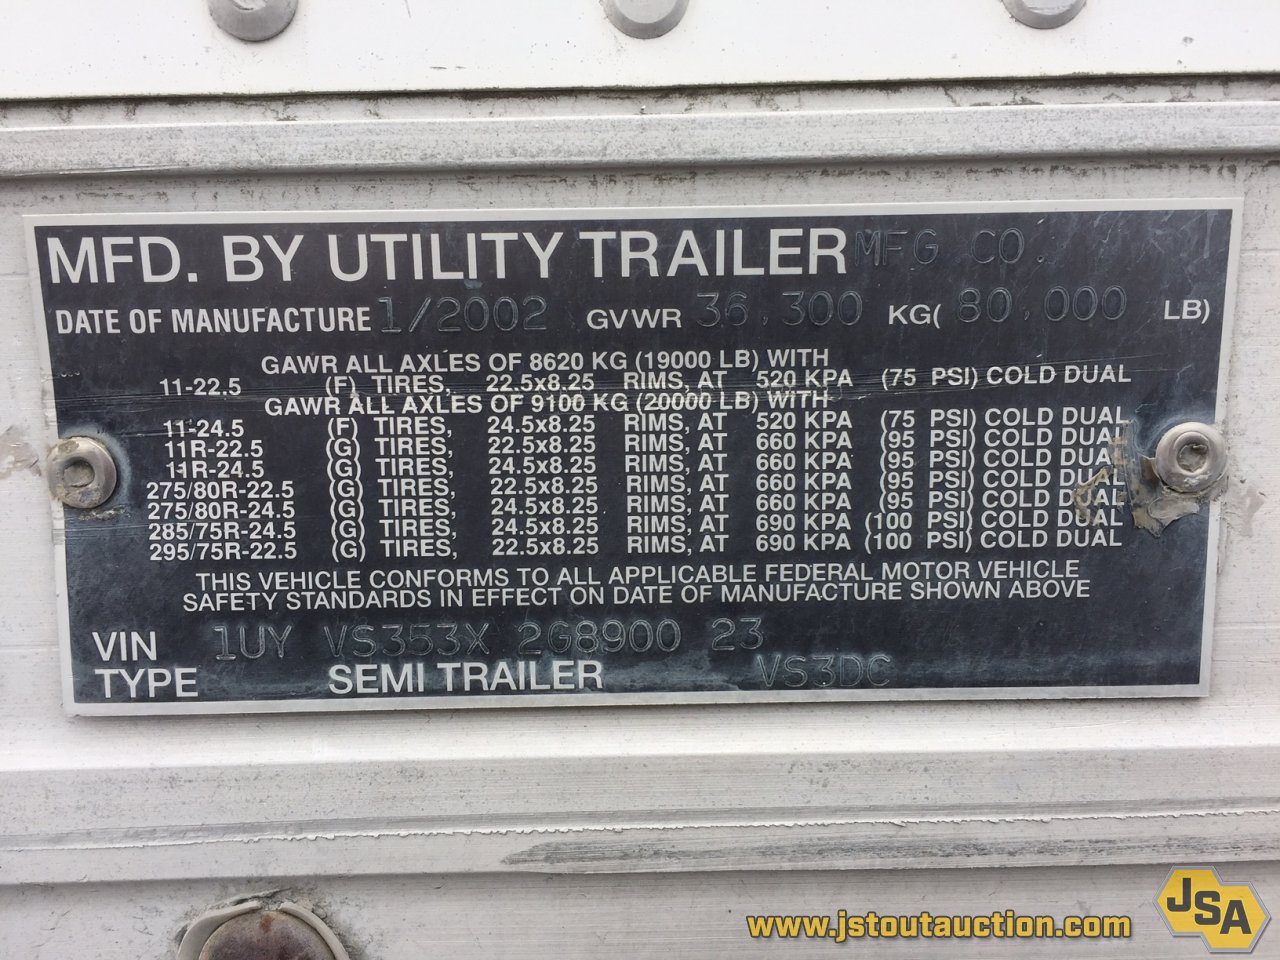 MFD. BY UTILITY TRAILER MFG CO.
DATE OF MANUFACTURE 1/2002 GVWR 36,300 KG( 80,000 LB)
GAWR ALL AXLES OF 8620 KG (19000 LB) WITH
11-22.5 (F) TIRES, 22.5x8.25 RIMS, AT 520 KPA (75 PSI) COLD DUAL
GAWR ALL AXLES OF 9100 KG (20000 LB) WITH
11-24.5 (F) TIRES, 24.5x8.25 RIMS, AT 520 KPA (75 PSI) COLD DUAL
11R-22.5 (G) TIRES, 22.5x8.25 RIMS, AT 660 KPA (95 PSI) COLD DUAL
11R-24.5 (G) TIRES, 24.5x8.25 RIMS, AT 660 KPA (95 PSI) COLD DUAL
275/80R-22.5 (G) TIRES, 22.5x8.25 RIMS, AT 660 KPA (95 PSI) COLD DUAL
275/80R-24.5 (G) TIRES, 24.5x8.25 RIMS, AT 660 KPA (95 PSI) COLD DUAL
285/75R-24.5 (G) TIRES, 24.5x8.25 RIMS, AT 690 KPA (100 PSI) COLD DUAL
295/75R-22.5 (G) TIRES, 22.5x8.25 RIMS, AT 690 KPA (100 PSI) COLD DUAL
THIS VEHICLE CONFORMS TO ALL APPLICABLE FEDERAL MOTOR VEHICLE
SAFETY STANDARDS IN EFFECT ON DATE OF MANUFACTURE SHOWN ABOVE
VIN 1UY VS353X 2G8900 23
TYPE SEMI TRAILER VS3DC
www.jstoutauction.com JSA